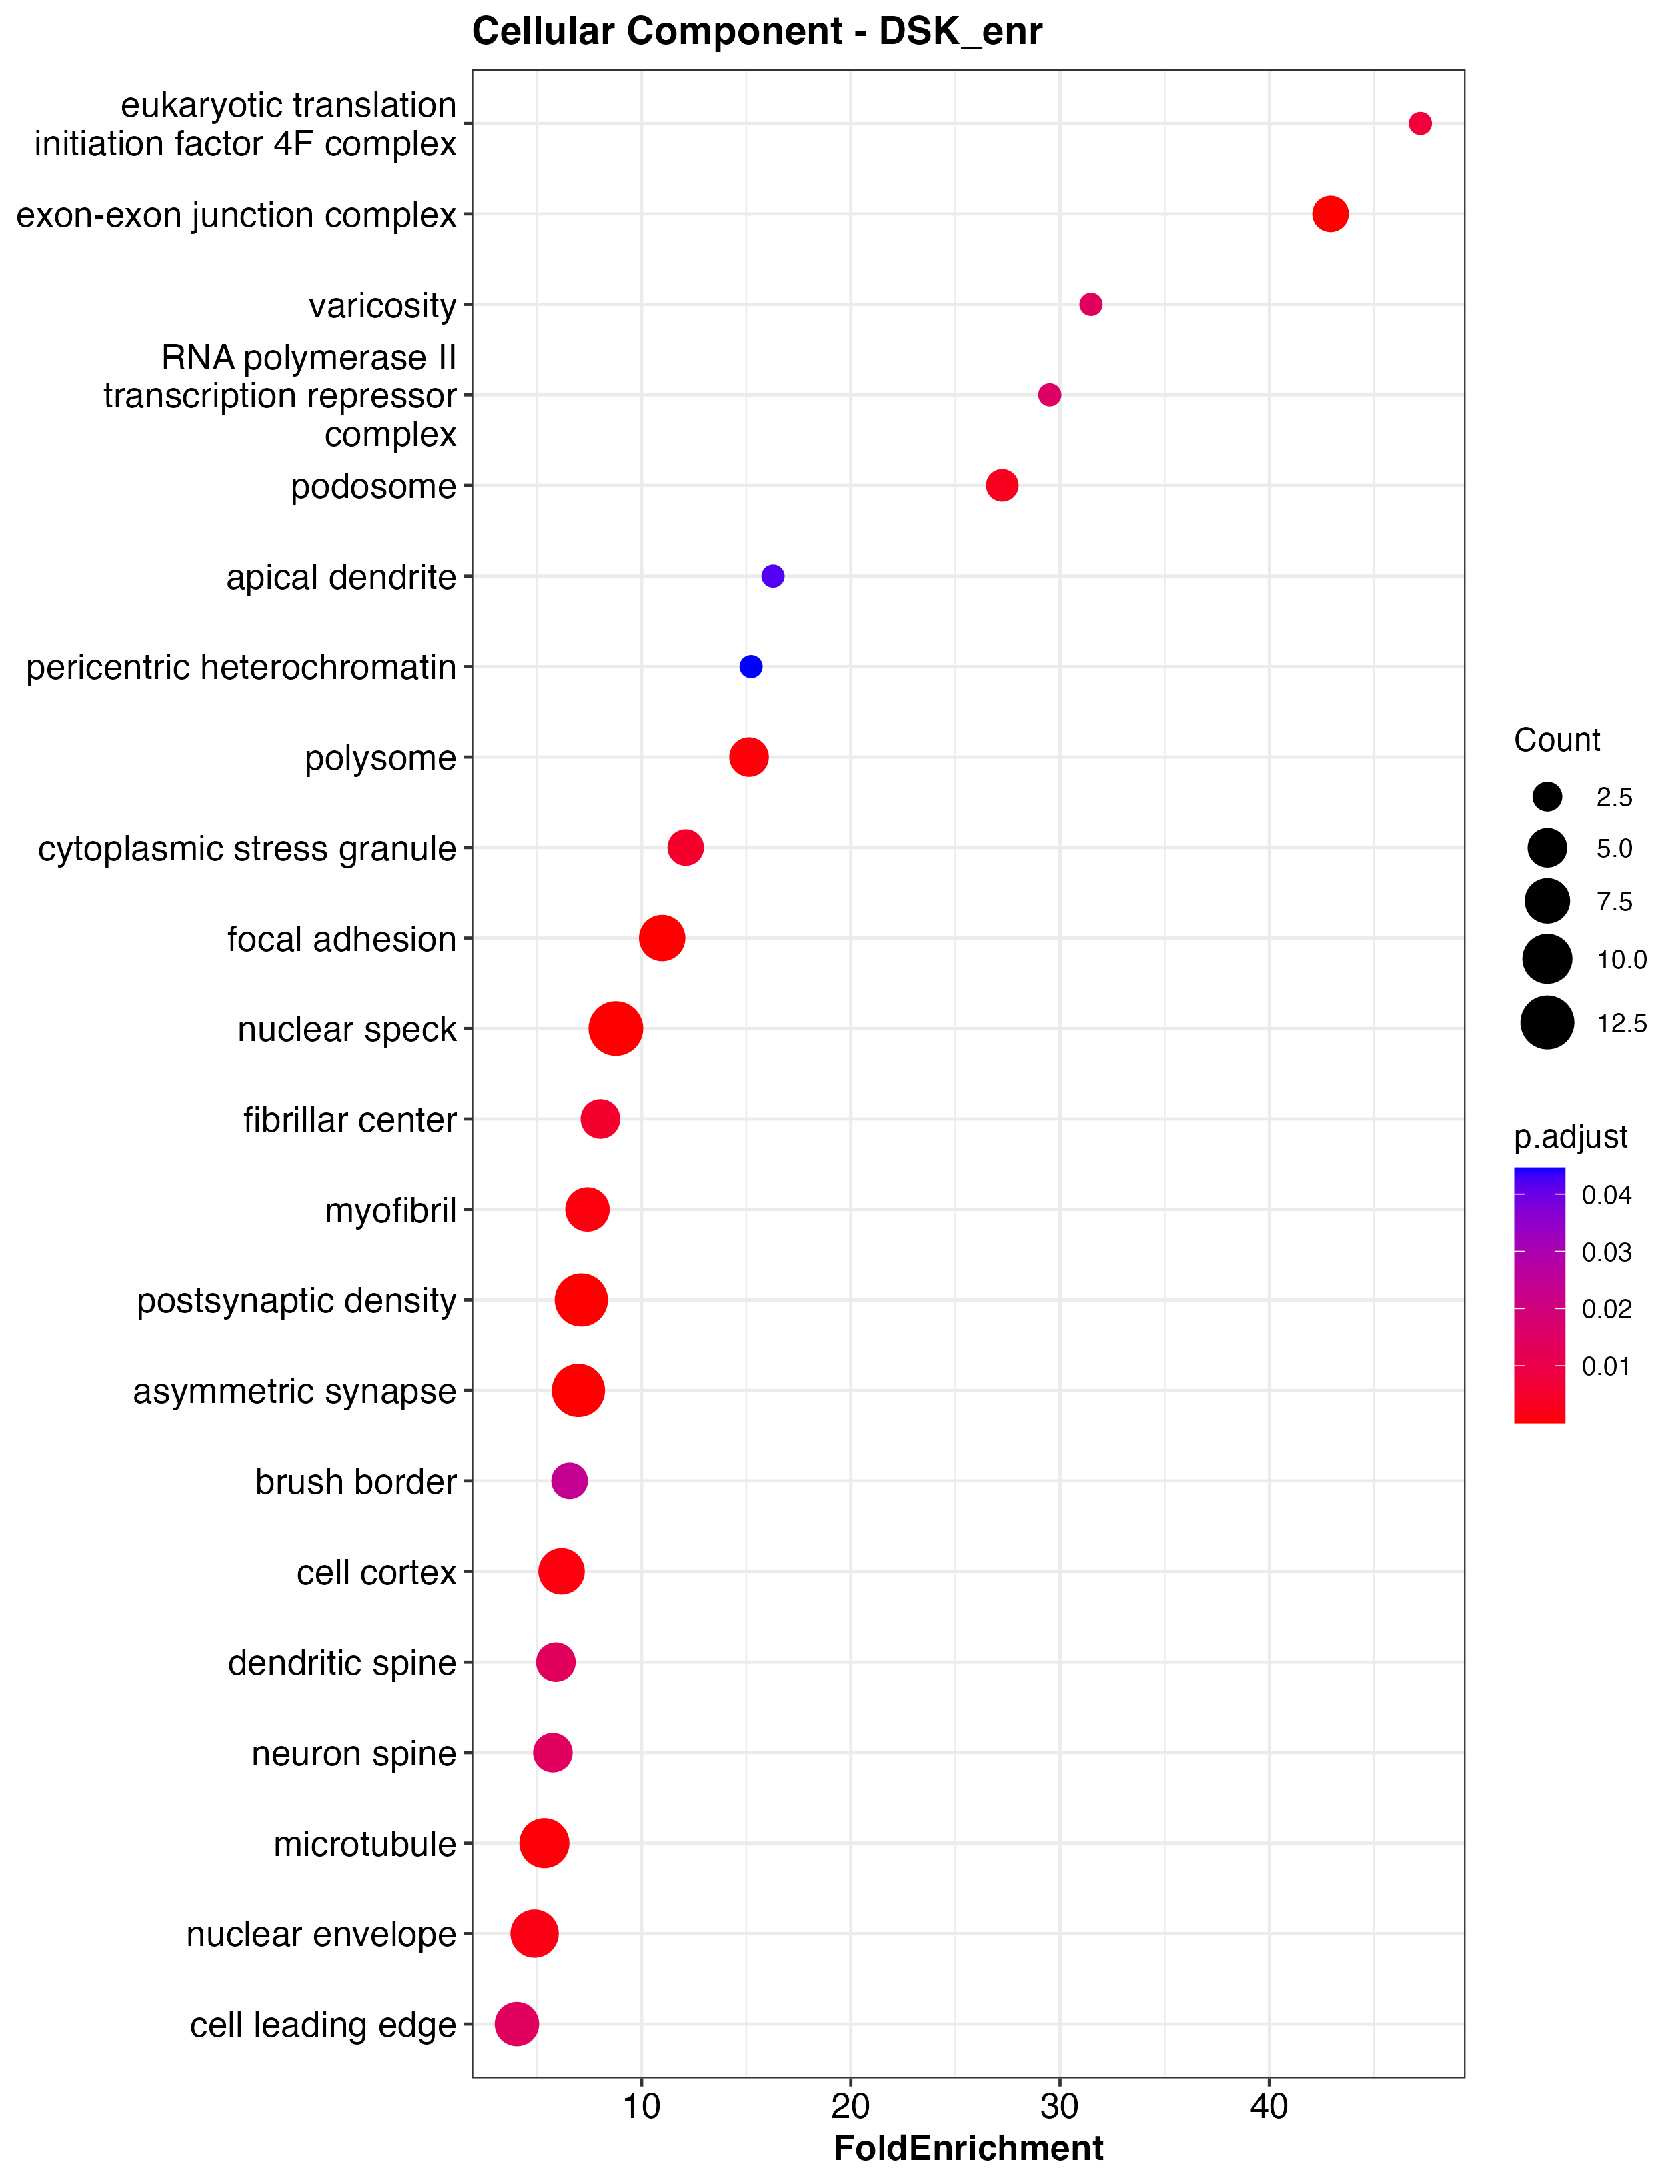 Cellular Component - DSK_enr
eukaryotic translation
initiation factor 4F complex
exon-exon junction complex
varicosity
RNA polymerase II
transcription repressor
complex
podosome
apical dendrite
pericentric heterochromatin
polysome
cytoplasmic stress granule
focal adhesion
nuclear speck
fibrillar center
myofibril
postsynaptic density
asymmetric synapse
brush border
cell cortex
dendritic spine
neuron spine
microtubule
nuclear envelope
cell leading edge
10
20
30
40
FoldEnrichment
Count
2.5
5.0
7.5
10.0
12.5
p.adjust
0.04
0.03
0.02
0.01